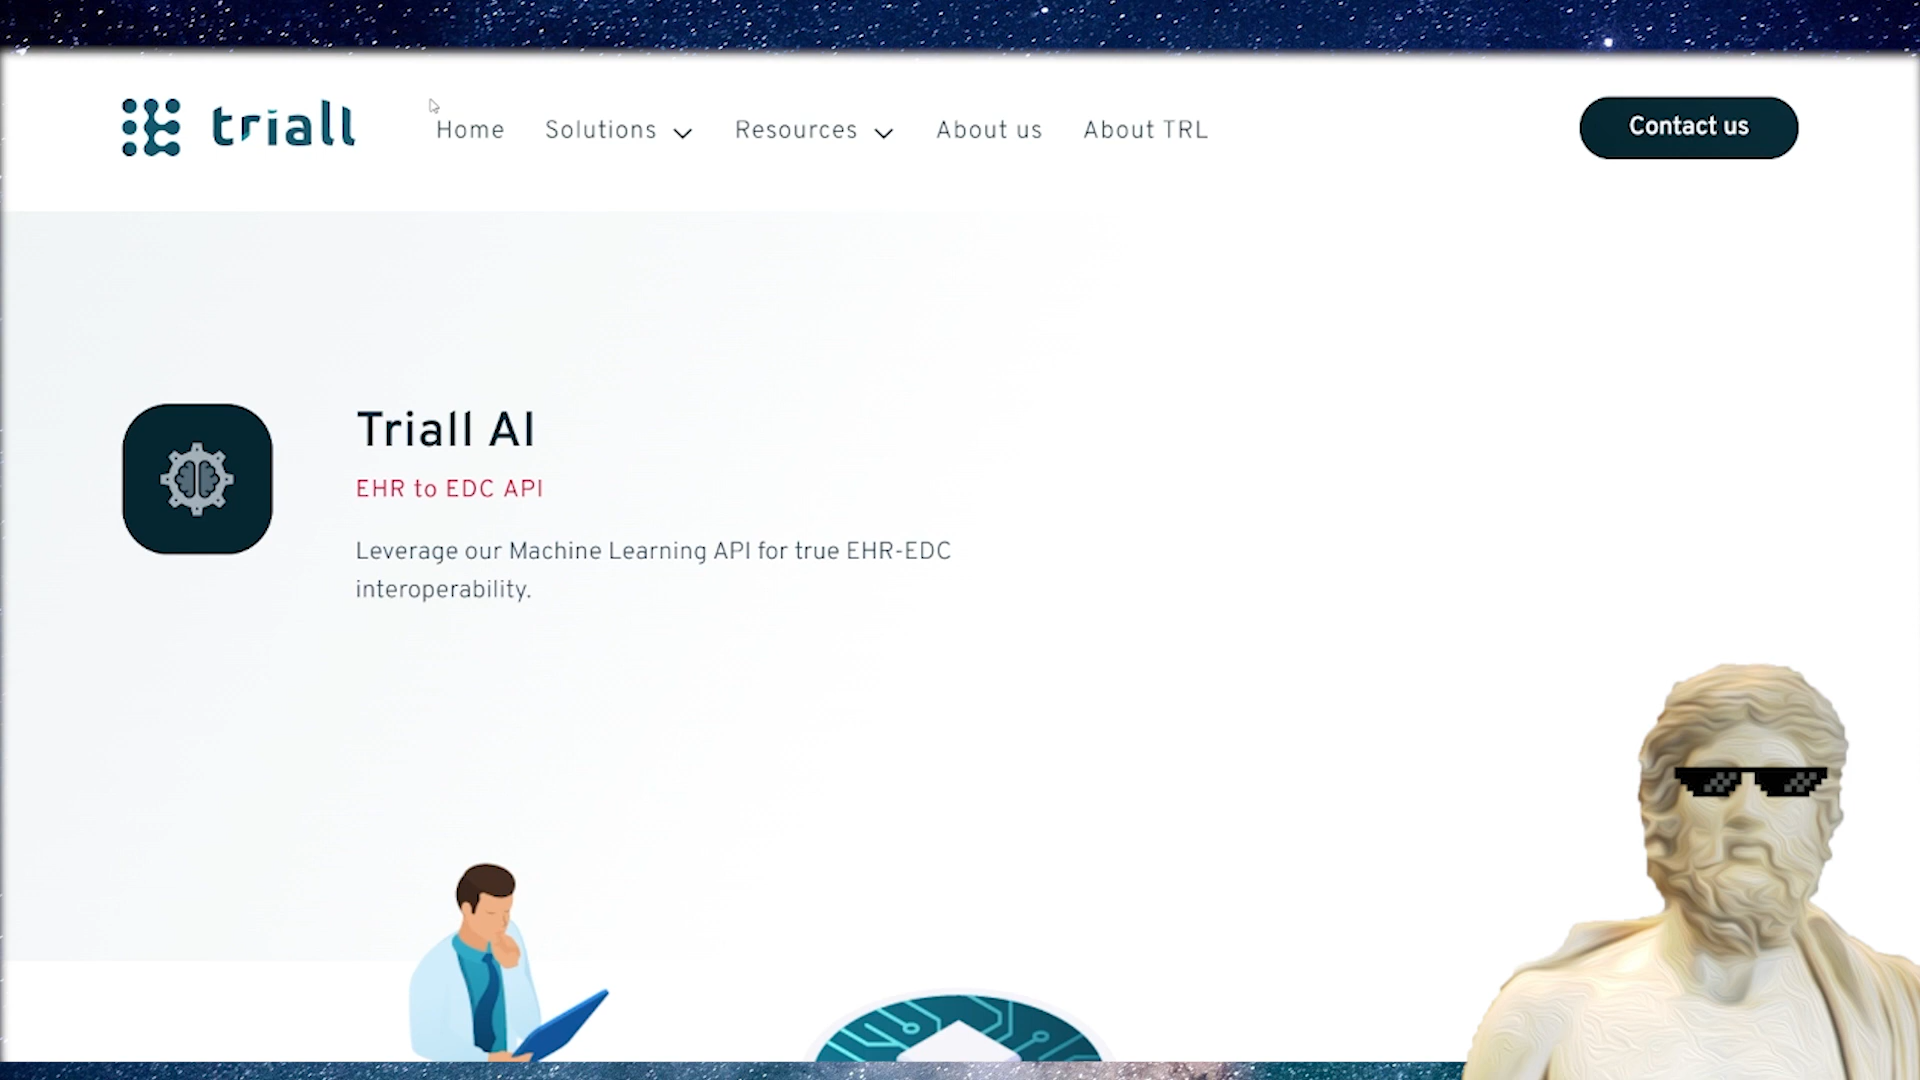 triall
Home Solutions Resources About us About TRL
Contact us
Triall AI
EHR to EDC API
Leverage our Machine Learning API for true EHR-EDC
interoperability.